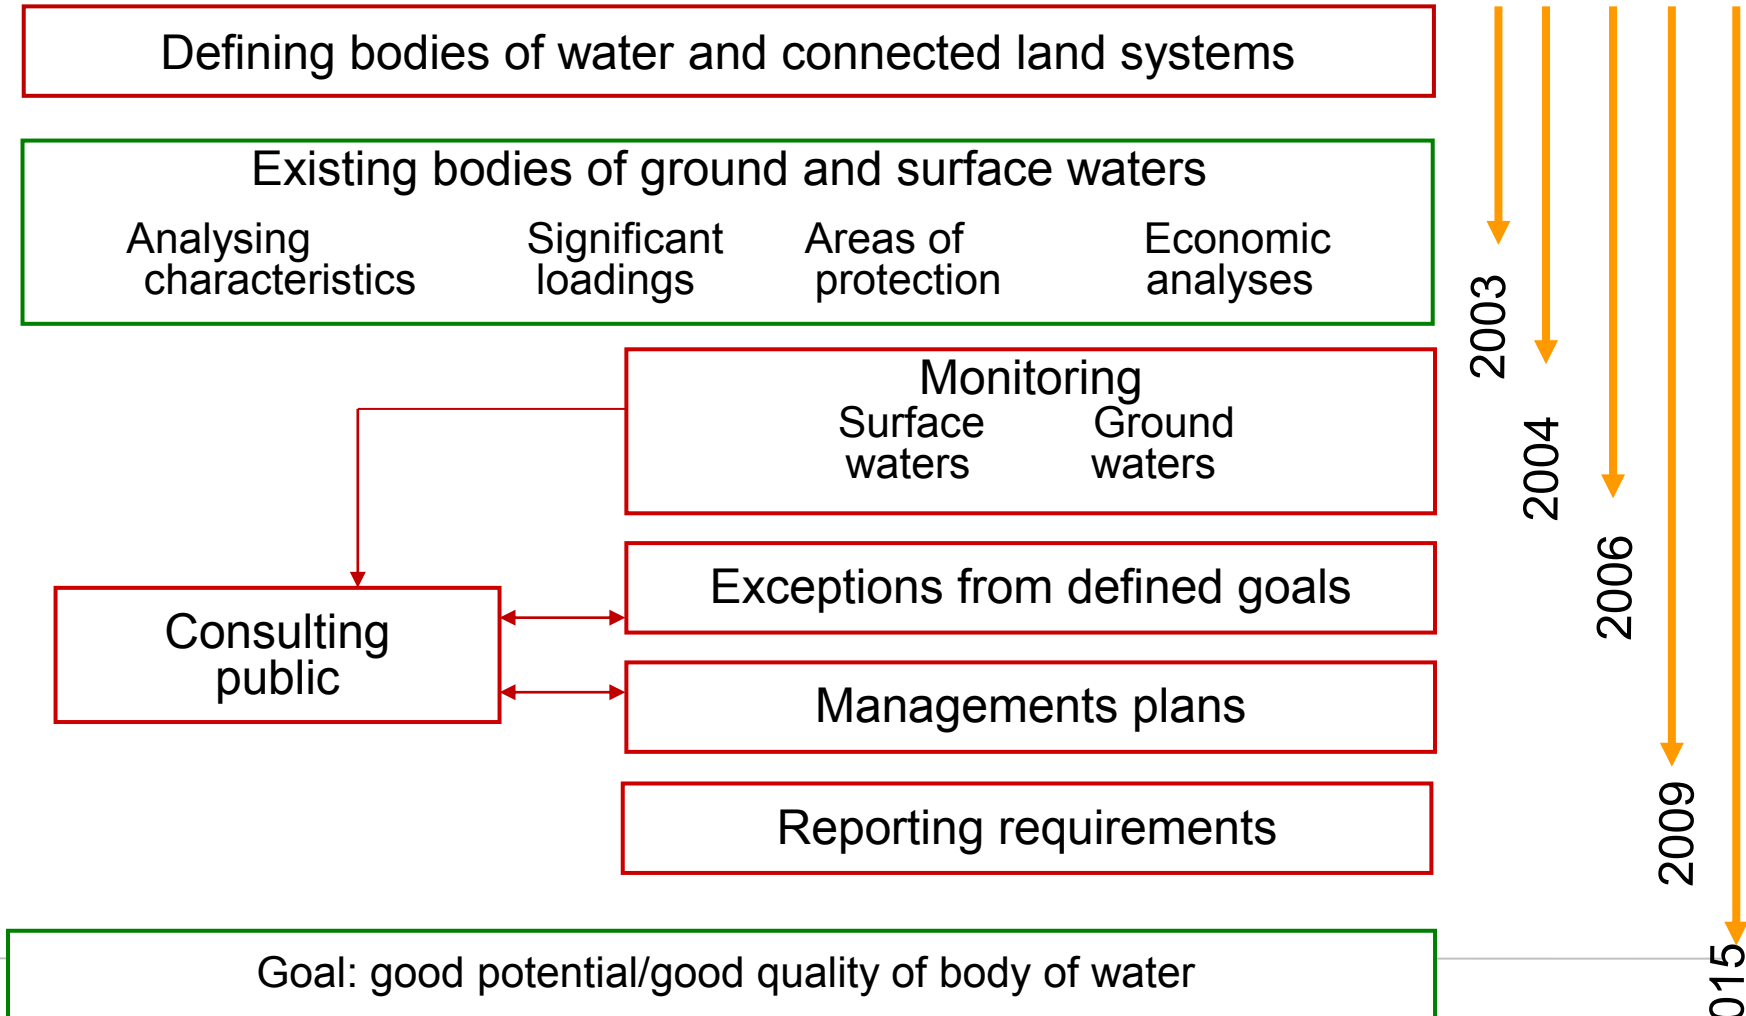 Defining bodies of water and connected land systems
Existing bodies of ground and surface waters
Analysing
characteristics
Significant
loadings
Areas of
protection
Economic
analyses
Monitoring
Surface
waters
Ground
waters
Exceptions from defined goals
Consulting
public
Managements plans
Reporting requirements
Goal: good potential/good quality of body of water
2003
2004
2006
2009
015